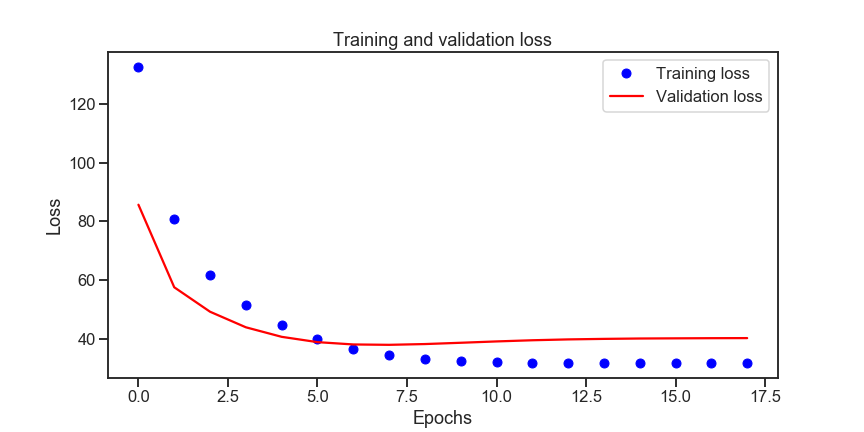 Training and validation loss
Training loss
Validation loss
120
100
80
60
40
Loss
0.0 2.5 5.0 7.5 10.0 12.5 15.0 17.5
Epochs